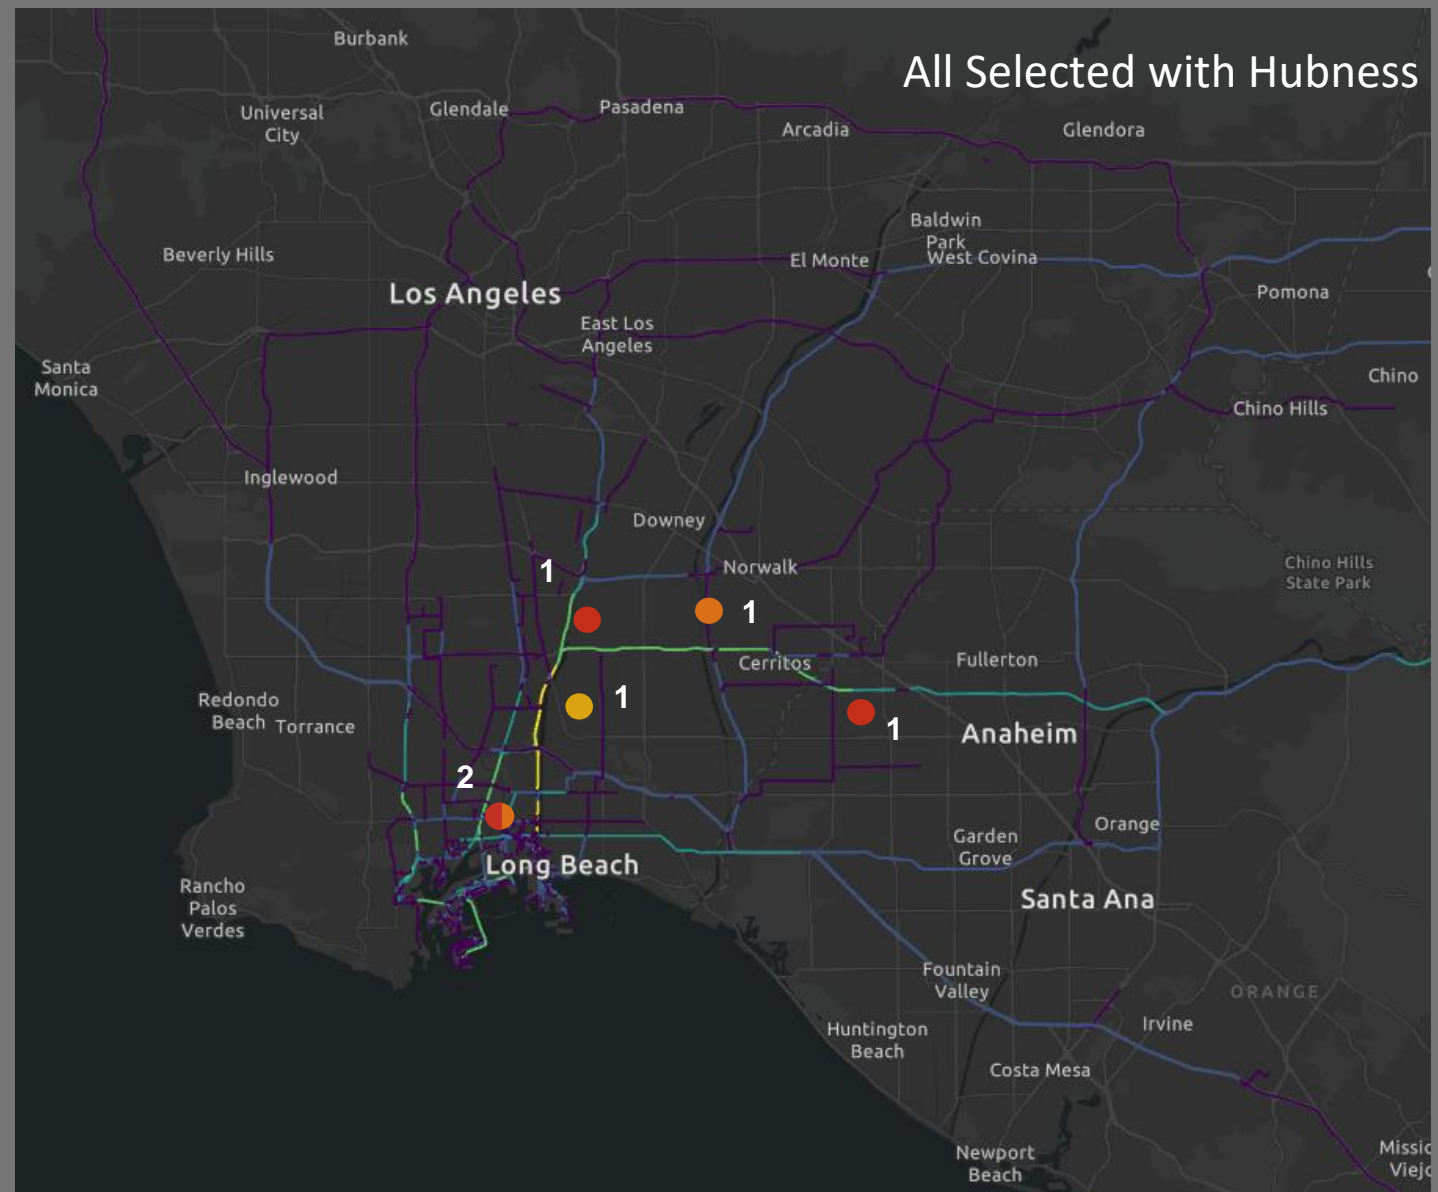 Burbank
All Selected with Hubness
Universal
City
Glendale
Pasadena
Arcadia
Glendora
Baldwin
Park
West Covina
Beverly Hills
El Monte
Los Angeles
Pomona
East Los
Angeles
Santa
Monica
Chino
Chino Hills
Inglewood
Downey
1
Norwalk
Chino Hills
State Park
1
Cerritos
Fullerton
1
Redondo
Beach
Torrance
1
Anaheim
2
Orange
Garden
Grove
Long Beach
Rancho
Palos
Verdes
Santa Ana
Fountain
Valley
ORANGE
Irvine
Huntington
Beach
Costa Mesa
Newport
Beach
Missio
Viejo